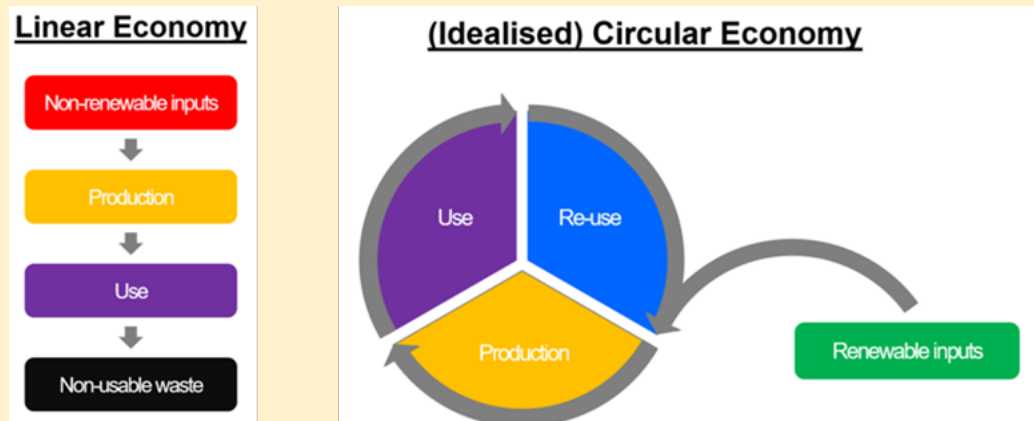 Linear Economy
Non-renewable inputs
Production
Use
Non-usable waste
(Idealised) Circular Economy
Use
Re-use
Production
Renewable inputs